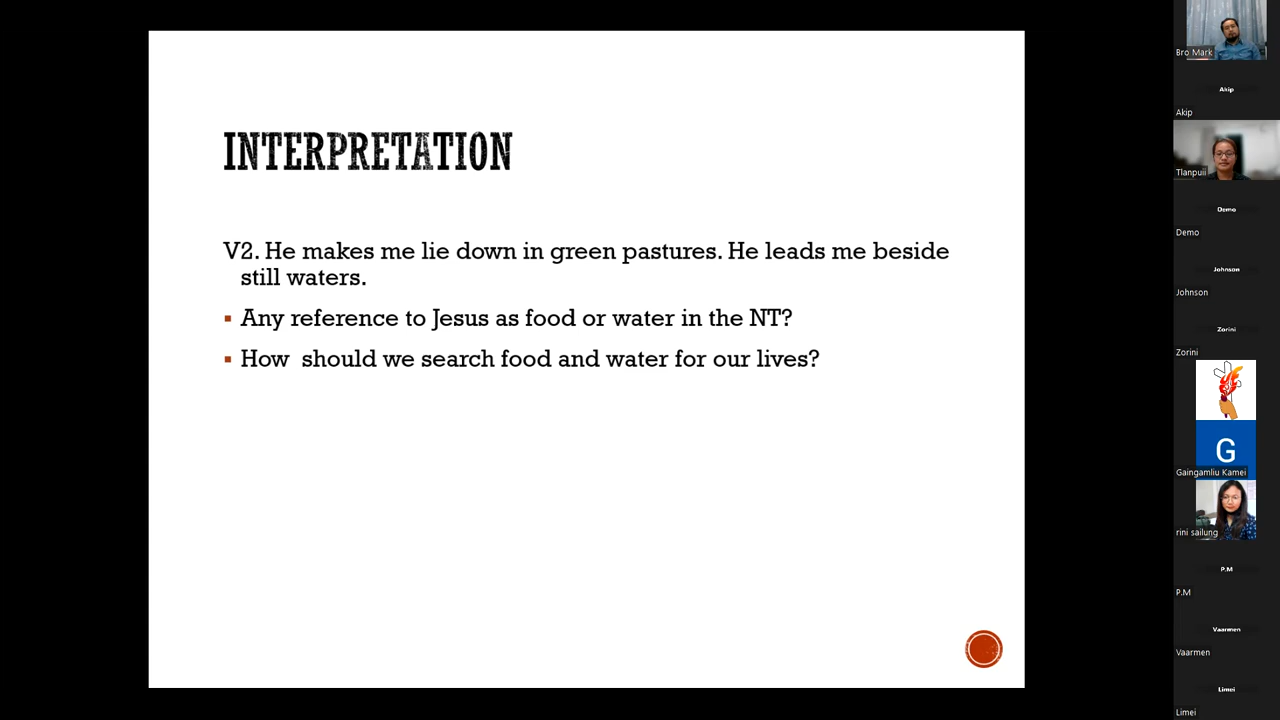 INTERPRETATION
V2. He makes me lie down in green pastures. He leads me beside
still waters.
▪ Any reference to Jesus as food or water in the NT?
▪ How  should we search food and water for our lives?
Bro Mark
Akip
Akip
Tlanpuii
Demo
Demo
Johnson
Johnson
Zorini
Zorini
G
Gaingamliu Kamei
rini sailung
P.M
P.M
Vaarmen
Vaarmen
Limei
Limei